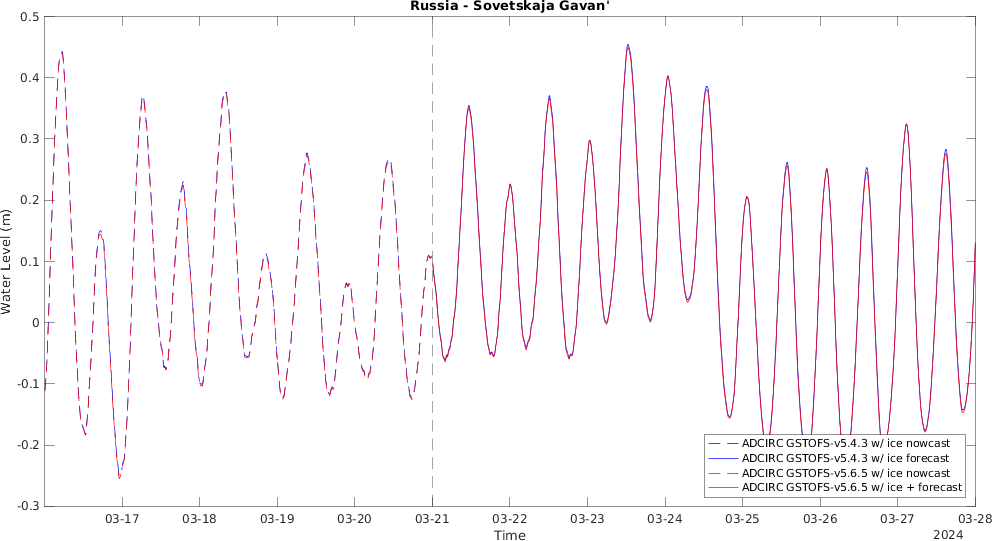 Russia - Sovetskaja Gavan'
Water Level (m)
0.5
0.4
0.3
0.2
0.1
0
-0.1
-0.2
-0.3
ADCIRC GSTOFS-v5.4.3 w/ ice nowcast
ADCIRC GSTOFS-v5.4.3 w/ ice forecast
ADCIRC GSTOFS-v5.6.5 w/ ice nowcast
ADCIRC GSTOFS-v5.6.5 w/ ice + forecast
03-17 03-18 03-19 03-20 03-21 03-22 03-23 03-24 03-25 03-26 03-27 03-28
Time
2024